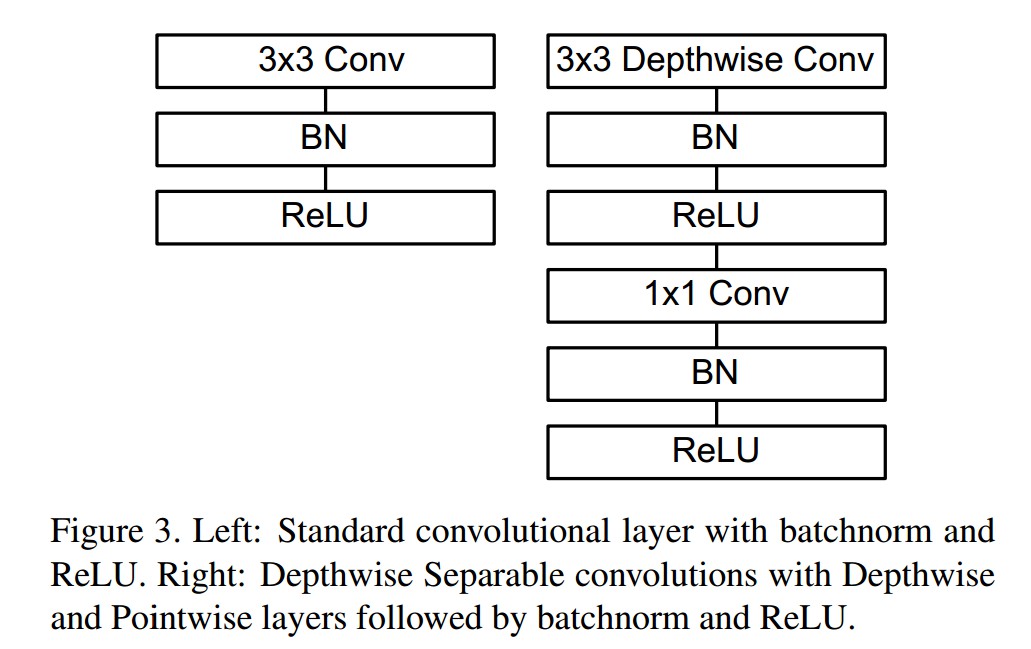 3x3 Conv
BN
ReLU
3x3 Depthwise Conv
BN
ReLU
1x1 Conv
BN
ReLU
Figure 3. Left: Standard convolutional layer with batchnorm and
ReLU. Right: Depthwise Separable convolutions with Depthwise
and Pointwise layers followed by batchnorm and ReLU.